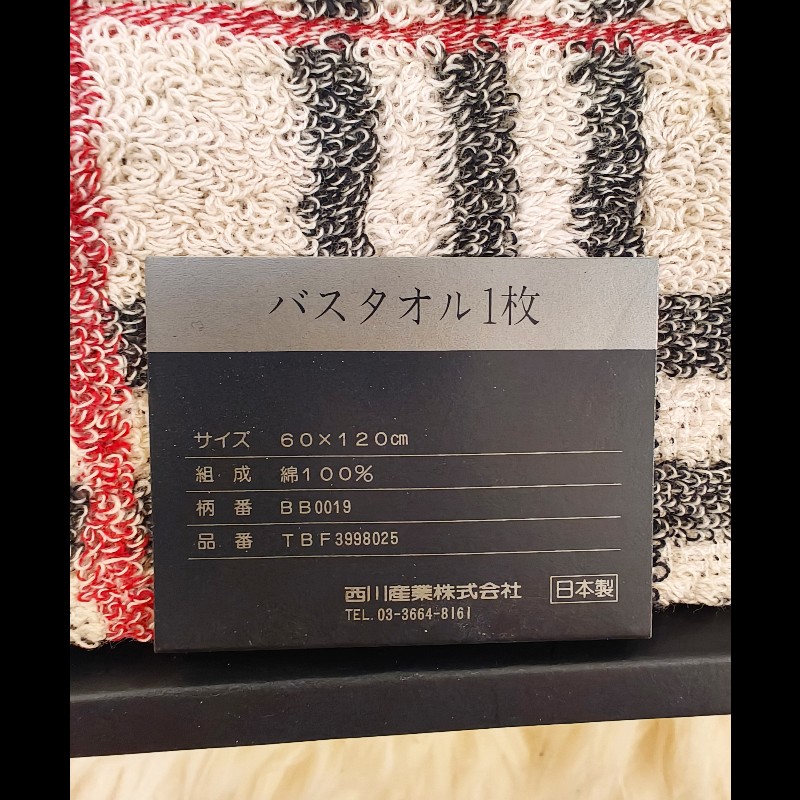 バスタオル1枚
サイズ ６０×１２０㎝
組成 綿１００％
柄番 ＢＢ0019
品番 ＴＢＦ3998025
西川産業株式会社 日本製
TEL. 03-3664-8161